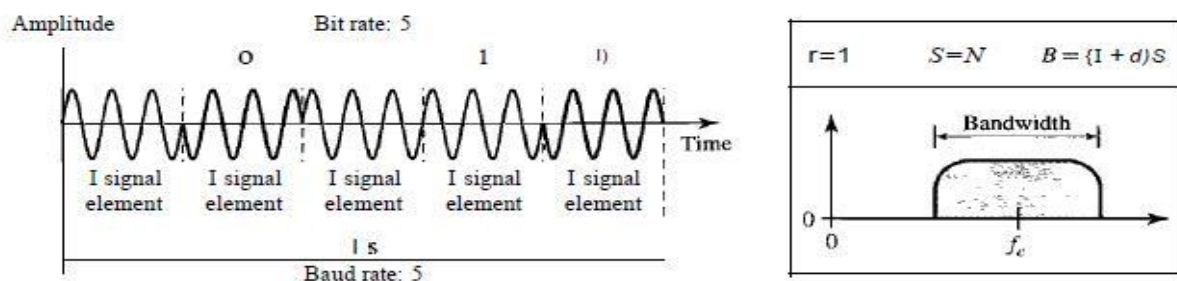 Amplitude Bit rate: 5
0 1 I)
Time
I signal element I signal element I signal element I signal element I signal element
I s
Baud rate: 5
r=1 S=N B={I + d)S
Bandwidth
0
0 fc